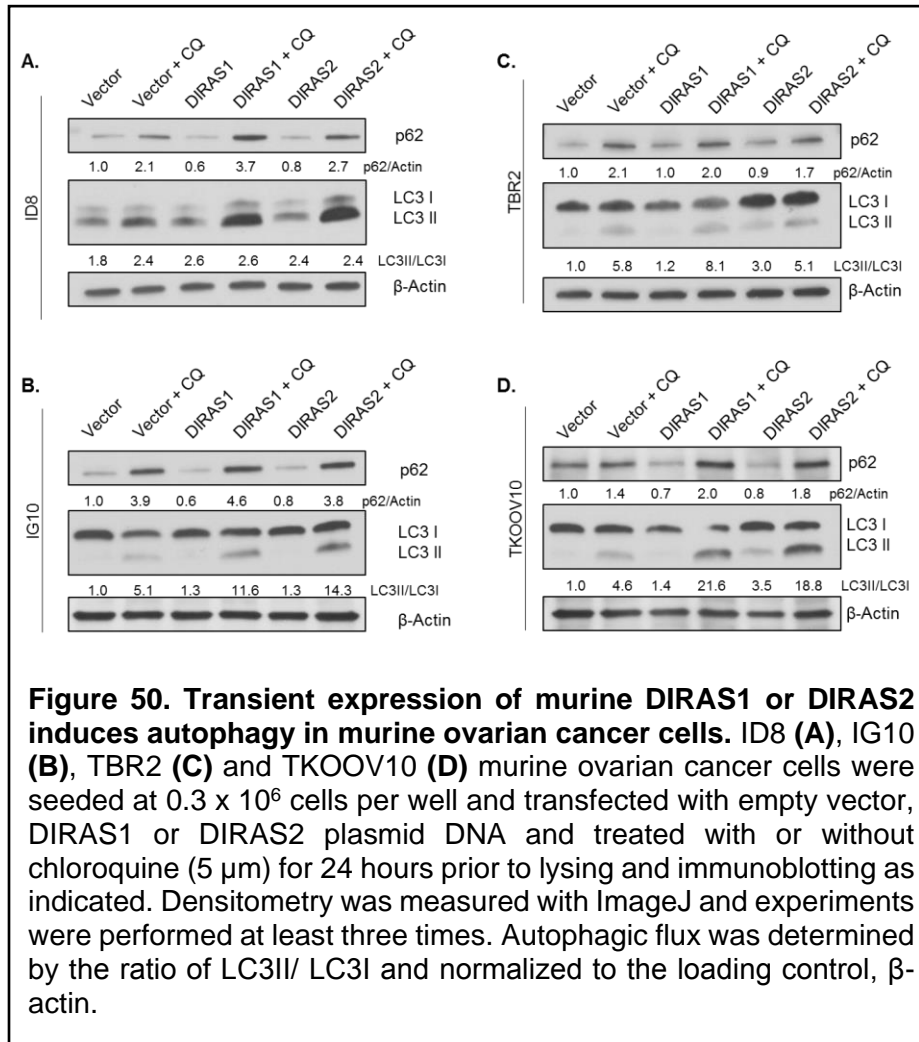 A.
Vector
Vector + CQ
DIRAS1
DIRAS1 + CQ
DIRAS2
DIRAS2 + CQ
ID8
p62
1.0 2.1 0.6 3.7 0.8 2.7 p62/Actin
LC3 I
LC3 II
1.8 2.4 2.6 2.6 2.4 2.4 LC3II/LC3I
β-Actin
C.
Vector
Vector + CQ
DIRAS1
DIRAS1 + CQ
DIRAS2
DIRAS2 + CQ
TBR2
p62
1.0 2.1 1.0 2.0 0.9 1.7 p62/Actin
LC3 I
LC3 II
1.0 5.8 1.2 8.1 3.0 5.1 LC3II/LC3I
β-Actin
B.
Vector
Vector + CQ
DIRAS1
DIRAS1 + CQ
DIRAS2
DIRAS2 + CQ
IG10
p62
1.0 3.9 0.6 4.6 0.8 3.8 p62/Actin
LC3 I
LC3 II
1.0 5.1 1.3 11.6 1.3 14.3 LC3II/LC3I
β-Actin
D.
Vector
Vector + CQ
DIRAS1
DIRAS1 + CQ
DIRAS2
DIRAS2 + CQ
TKOOV10
p62
1.0 1.4 0.7 2.0 0.8 1.8 p62/Actin
LC3 I
LC3 II
1.0 4.6 1.4 21.6 3.5 18.8 LC3II/LC3I
β-Actin
Figure 50. Transient expression of murine DIRAS1 or DIRAS2
induces autophagy in murine ovarian cancer cells. ID8 (A), IG10
(B), TBR2 (C) and TKOOV10 (D) murine ovarian cancer cells were
seeded at 0.3 x 10⁶ cells per well and transfected with empty vector,
DIRAS1 or DIRAS2 plasmid DNA and treated with or without
chloroquine (5 µm) for 24 hours prior to lysing and immunoblotting as
indicated. Densitometry was measured with ImageJ and experiments
were performed at least three times. Autophagic flux was determined
by the ratio of LC3II/ LC3I and normalized to the loading control, β-
actin.